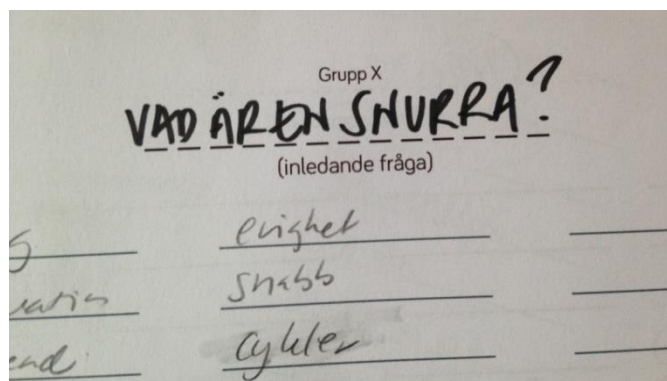 Grupp X
VAD ÄR EN SNURRA?
(inledande fråga)
evighet
snabb
cykler